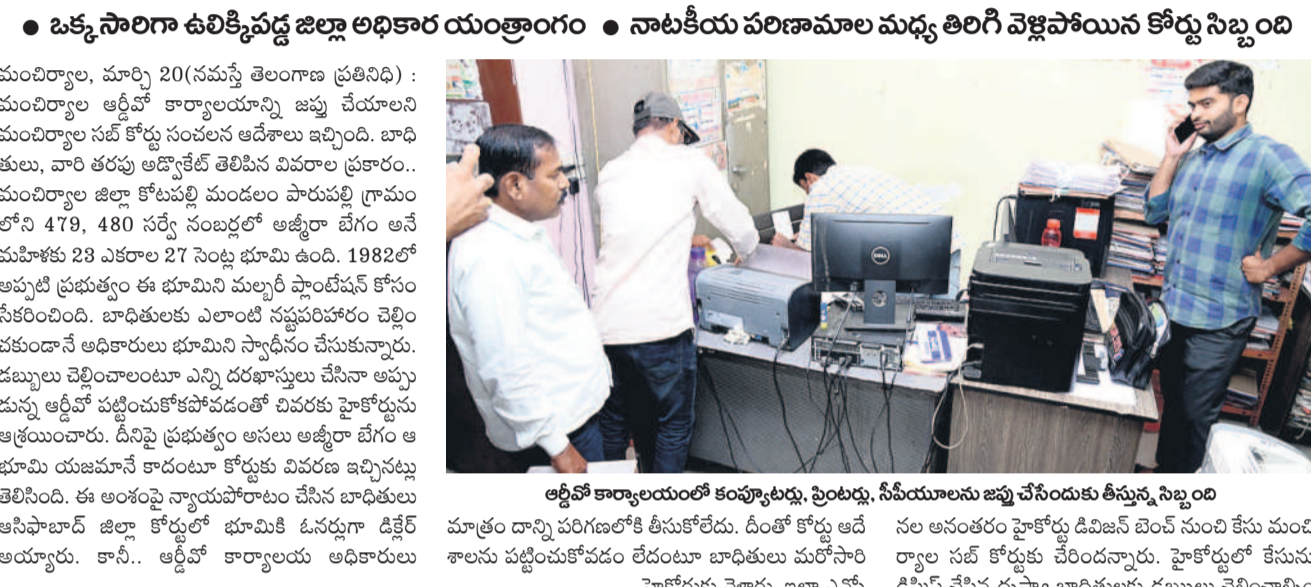 ● ఒక్కసారిగా ఉలిక్కిపడ్డ జిల్లా అధికార యంత్రాంగం ● నాటకీయ పరిణామాల మధ్య తిరిగి వెళ్లిపోయిన కోర్టు సిబ్బంది
మంచిర్యాల, మార్చి 20(నమస్తే తెలంగాణ ప్రతినిధి) :
మంచిర్యాల ఆర్డీవో కార్యాలయాన్ని జప్తు చేయాలని
మంచిర్యాల సబ్ కోర్టు సంచలన ఆదేశాలు ఇచ్చింది. బాధి
తులు, వారి తరఫు అడ్వొకేట్ తెలిపిన వివరాల ప్రకారం..
మంచిర్యాల జిల్లా కోటపల్లి మండలం పారుపల్లి గ్రామం
లోని 479, 480 సర్వే నంబర్లలో అజ్మీరా బేగం అనే
మహిళకు 23 ఎకరాల 27 సెంట్ల భూమి ఉంది. 1982లో
అప్పటి ప్రభుత్వం ఈ భూమిని మల్బరీ ప్లాంటేషన్ కోసం
సేకరించింది. బాధితులకు ఎలాంటి నష్టపరిహారం చెల్లిం
చకుండానే అధికారులు భూమిని స్వాధీనం చేసుకున్నారు.
డబ్బులు చెల్లించాలంటూ ఎన్ని దరఖాస్తులు చేసినా అప్పు
డున్న ఆర్డీవో పట్టించుకోకపోవడంతో చివరకు హైకోర్టును
ఆశ్రయించారు. దీనిపై ప్రభుత్వం అసలు అజ్మీరా బేగం ఆ
భూమి యజమానే కాదంటూ కోర్టుకు వివరణ ఇచ్చినట్లు
తెలిసింది. ఈ అంశంపై న్యాయపోరాటం చేసిన బాధితులు
ఆసిఫాబాద్ జిల్లా కోర్టులో భూమికి ఓనర్లుగా డిక్లేర్
అయ్యారు. కానీ.. ఆర్డీవో కార్యాలయ అధికారులు
DELL
ఆర్డీవో కార్యాలయంలో కంప్యూటర్లు, ప్రింటర్లు, సీపీయూలను జప్తు చేసేందుకు తీస్తున్న సిబ్బంది
మాత్రం దాన్ని పరిగణలోకి తీసుకోలేదు. దీంతో కోర్టు ఆదే
శాలను పట్టించుకోవడం లేదంటూ బాధితులు మరోసారి
నల అనంతరం హైకోర్టు డివిజన్ బెంచ్ నుంచి కేసు మంచి
ర్యాల సబ్ కోర్టుకు చేరిందన్నారు. హైకోర్టులో కేసును